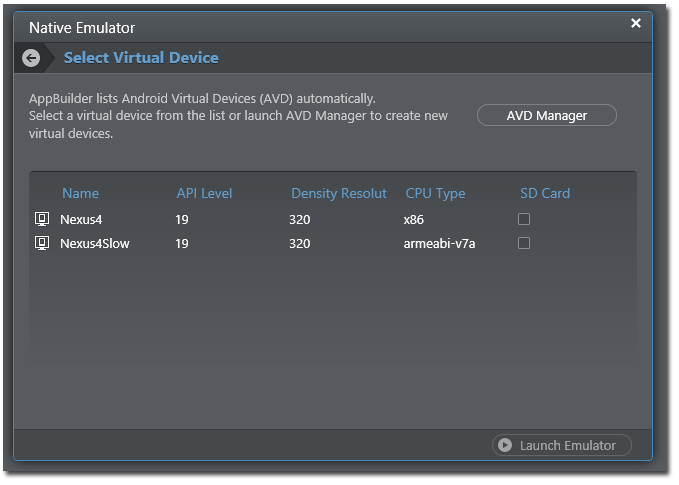 Native Emulator
Select Virtual Device
AppBuilder lists Android Virtual Devices (AVD) automatically.
Select a virtual device from the list or launch AVD Manager to create new
virtual devices.
AVD Manager
Name API Level Density Resolut CPU Type SD Card
Nexus4 19 320 x86
Nexus4Slow 19 320 armeabi-v7a
Launch Emulator